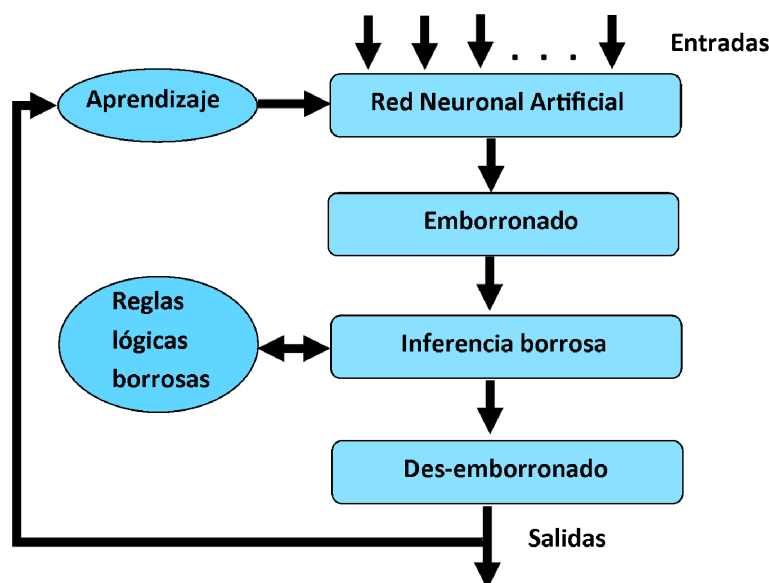 Entradas
Aprendizaje
Red Neuronal Artificial
Emborronado
Reglas
lógicas
borrosas
Inferencia borrosa
Des-emborronado
Salidas